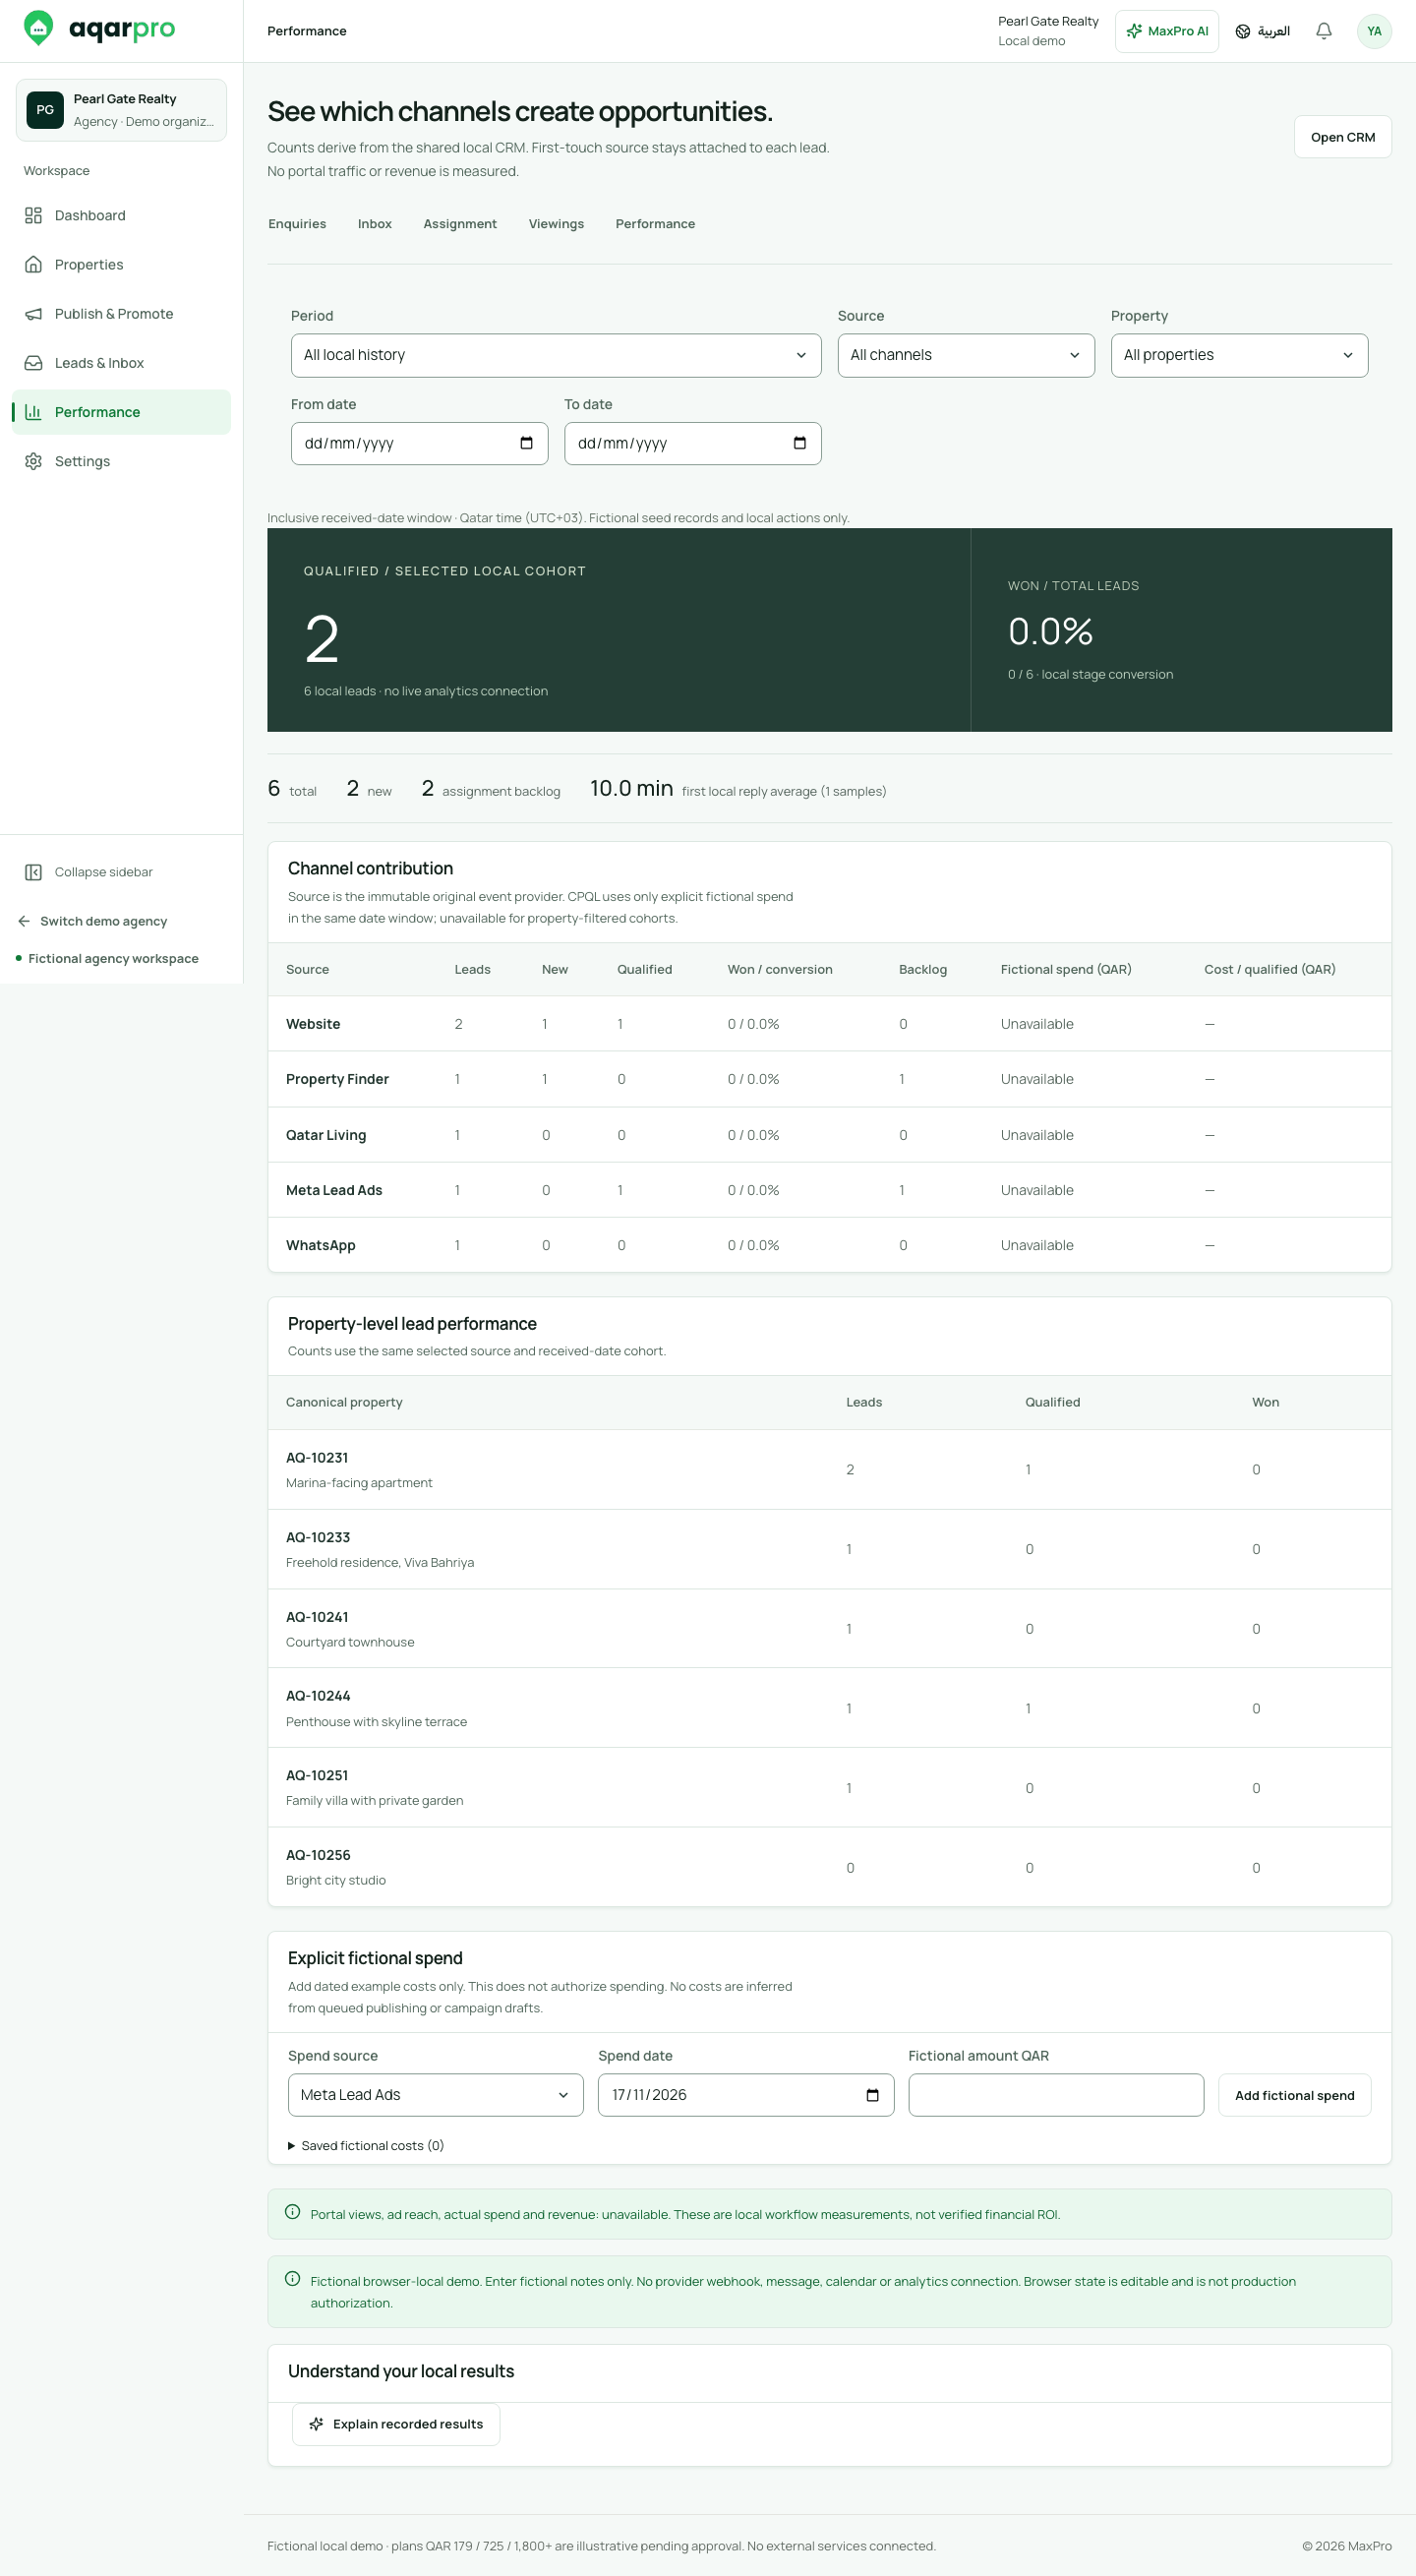 aqarpro
Performance
Pearl Gate Realty
Local demo
MaxPro AI
العربية
YA
PG
Pearl Gate Realty
Agency · Demo organiz...
Workspace
Dashboard
Properties
Publish & Promote
Leads & Inbox
Performance
Settings
Collapse sidebar
Switch demo agency
Fictional agency workspace
See which channels create opportunities.
Counts derive from the shared local CRM. First-touch source stays attached to each lead.
No portal traffic or revenue is measured.
Open CRM
Enquiries Inbox Assignment Viewings Performance
Period Source Property
All local history All channels All properties
From date To date
dd/mm/yyyy dd/mm/yyyy
Inclusive received-date window · Qatar time (UTC+03). Fictional seed records and local actions only.
QUALIFIED / SELECTED LOCAL COHORT
2
6 local leads · no live analytics connection
WON / TOTAL LEADS
0.0%
0 / 6 · local stage conversion
6 total 2 new 2 assignment backlog 10.0 min first local reply average (1 samples)
Channel contribution
Source is the immutable original event provider. CPQL uses only explicit fictional spend
in the same date window; unavailable for property-filtered cohorts.
Source Leads New Qualified Won / conversion Backlog Fictional spend (QAR) Cost / qualified (QAR)
Website 2 1 1 0 / 0.0% 0 Unavailable —
Property Finder 1 1 0 0 / 0.0% 1 Unavailable —
Qatar Living 1 0 0 0 / 0.0% 0 Unavailable —
Meta Lead Ads 1 0 1 0 / 0.0% 1 Unavailable —
WhatsApp 1 0 0 0 / 0.0% 0 Unavailable —
Property-level lead performance
Counts use the same selected source and received-date cohort.
Canonical property Leads Qualified Won
AQ-10231
Marina-facing apartment
2 1 0
AQ-10233
Freehold residence, Viva Bahriya
1 0 0
AQ-10241
Courtyard townhouse
1 0 0
AQ-10244
Penthouse with skyline terrace
1 1 0
AQ-10251
Family villa with private garden
1 0 0
AQ-10256
Bright city studio
0 0 0
Explicit fictional spend
Add dated example costs only. This does not authorize spending. No costs are inferred
from queued publishing or campaign drafts.
Spend source Spend date Fictional amount QAR
Meta Lead Ads 17/11/2026 Add fictional spend
Saved fictional costs (0)
Portal views, ad reach, actual spend and revenue: unavailable. These are local workflow measurements, not verified financial ROI.
Fictional browser-local demo. Enter fictional notes only. No provider webhook, message, calendar or analytics connection. Browser state is editable and is not production
authorization.
Understand your local results
Explain recorded results
Fictional local demo · plans QAR 179 / 725 / 1,800+ are illustrative pending approval. No external services connected.
© 2026 MaxPro